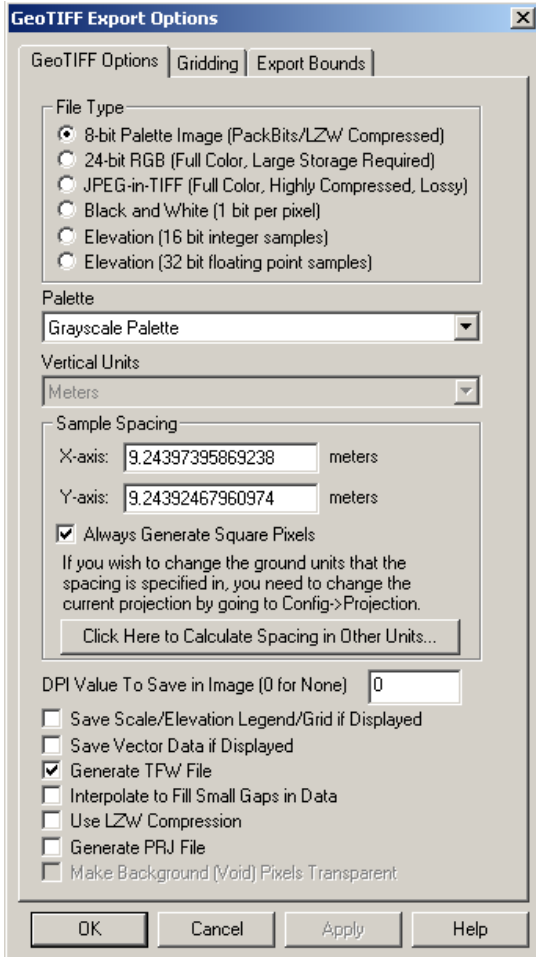 GeoTIFF Export Options
GeoTIFF Options Gridding Export Bounds
File Type
8-bit Palette Image (PackBits/LZW Compressed)
24-bit RGB (Full Color, Large Storage Required)
JPEG-in-TIFF (Full Color, Highly Compressed, Lossy)
Black and White (1 bit per pixel)
Elevation (16 bit integer samples)
Elevation (32 bit floating point samples)
Palette
Grayscale Palette
Vertical Units
Meters
Sample Spacing
X-axis: 9.24397395869238 meters
Y-axis: 9.24392467960974 meters
Always Generate Square Pixels
If you wish to change the ground units that the
spacing is specified in, you need to change the
current projection by going to Config->Projection.
Click Here to Calculate Spacing in Other Units...
DPI Value To Save in Image (0 for None) 0
Save Scale/Elevation Legend/Grid if Displayed
Save Vector Data if Displayed
Generate TFW File
Interpolate to Fill Small Gaps in Data
Use LZW Compression
Generate PRJ File
Make Background (Void) Pixels Transparent
OK Cancel Apply Help